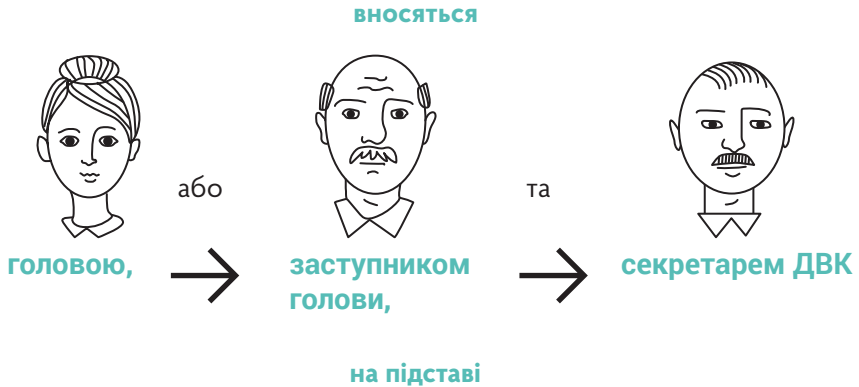 вносяться
або
та
головою,
заступником
голови,
секретарем ДВК
на підставі